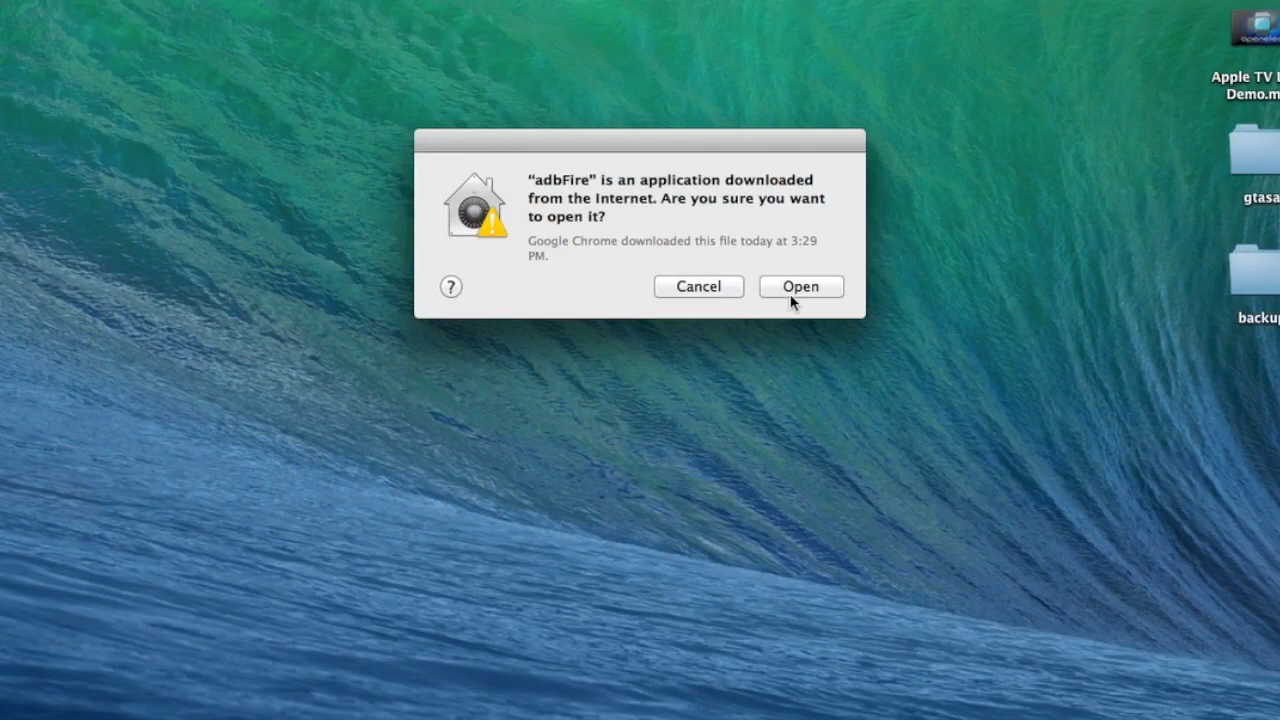 Apple TV
Demo.m
"adbFire" is an application downloaded
from the Internet. Are you sure you want
to open it?
gtasa
Google Chrome downloaded this file today at 3:29
PM.
?
Cancel
Open
backup